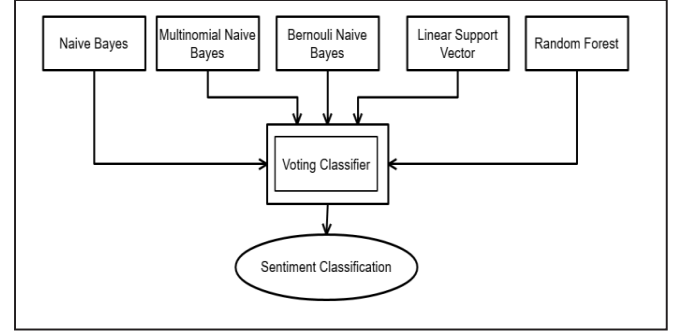 Naive Bayes
Multinomial Naive
Bayes
Bernouli Naive
Bayes
Linear Support
Vector
Random Forest
Voting Classifier
Sentiment Classification